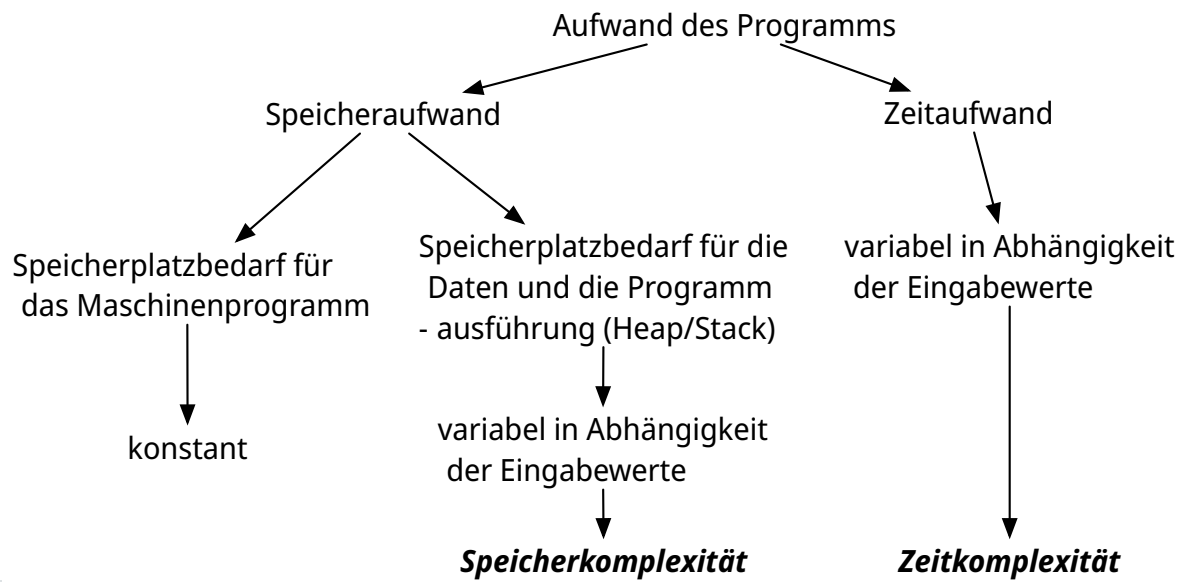 Aufwand des Programms
Speicheraufwand
Zeitaufwand
Speicherplatzbedarf für
das Maschinenprogramm
konstant
Speicherplatzbedarf für die
Daten und die Programm
- ausführung (Heap/Stack)
variabel in Abhängigkeit
der Eingabewerte
Speicherkomplexität
variabel in Abhängigkeit
der Eingabewerte
Zeitkomplexität